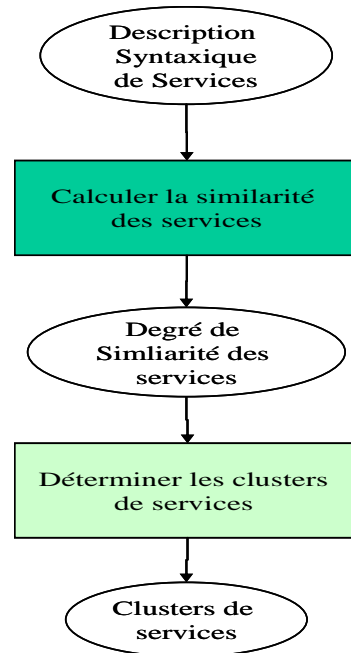 Description
Syntaxique
de Services
Calculer la similarité
des services
Degré de
Simliarité des
services
Déterminer les clusters
de services
Clusters de
services